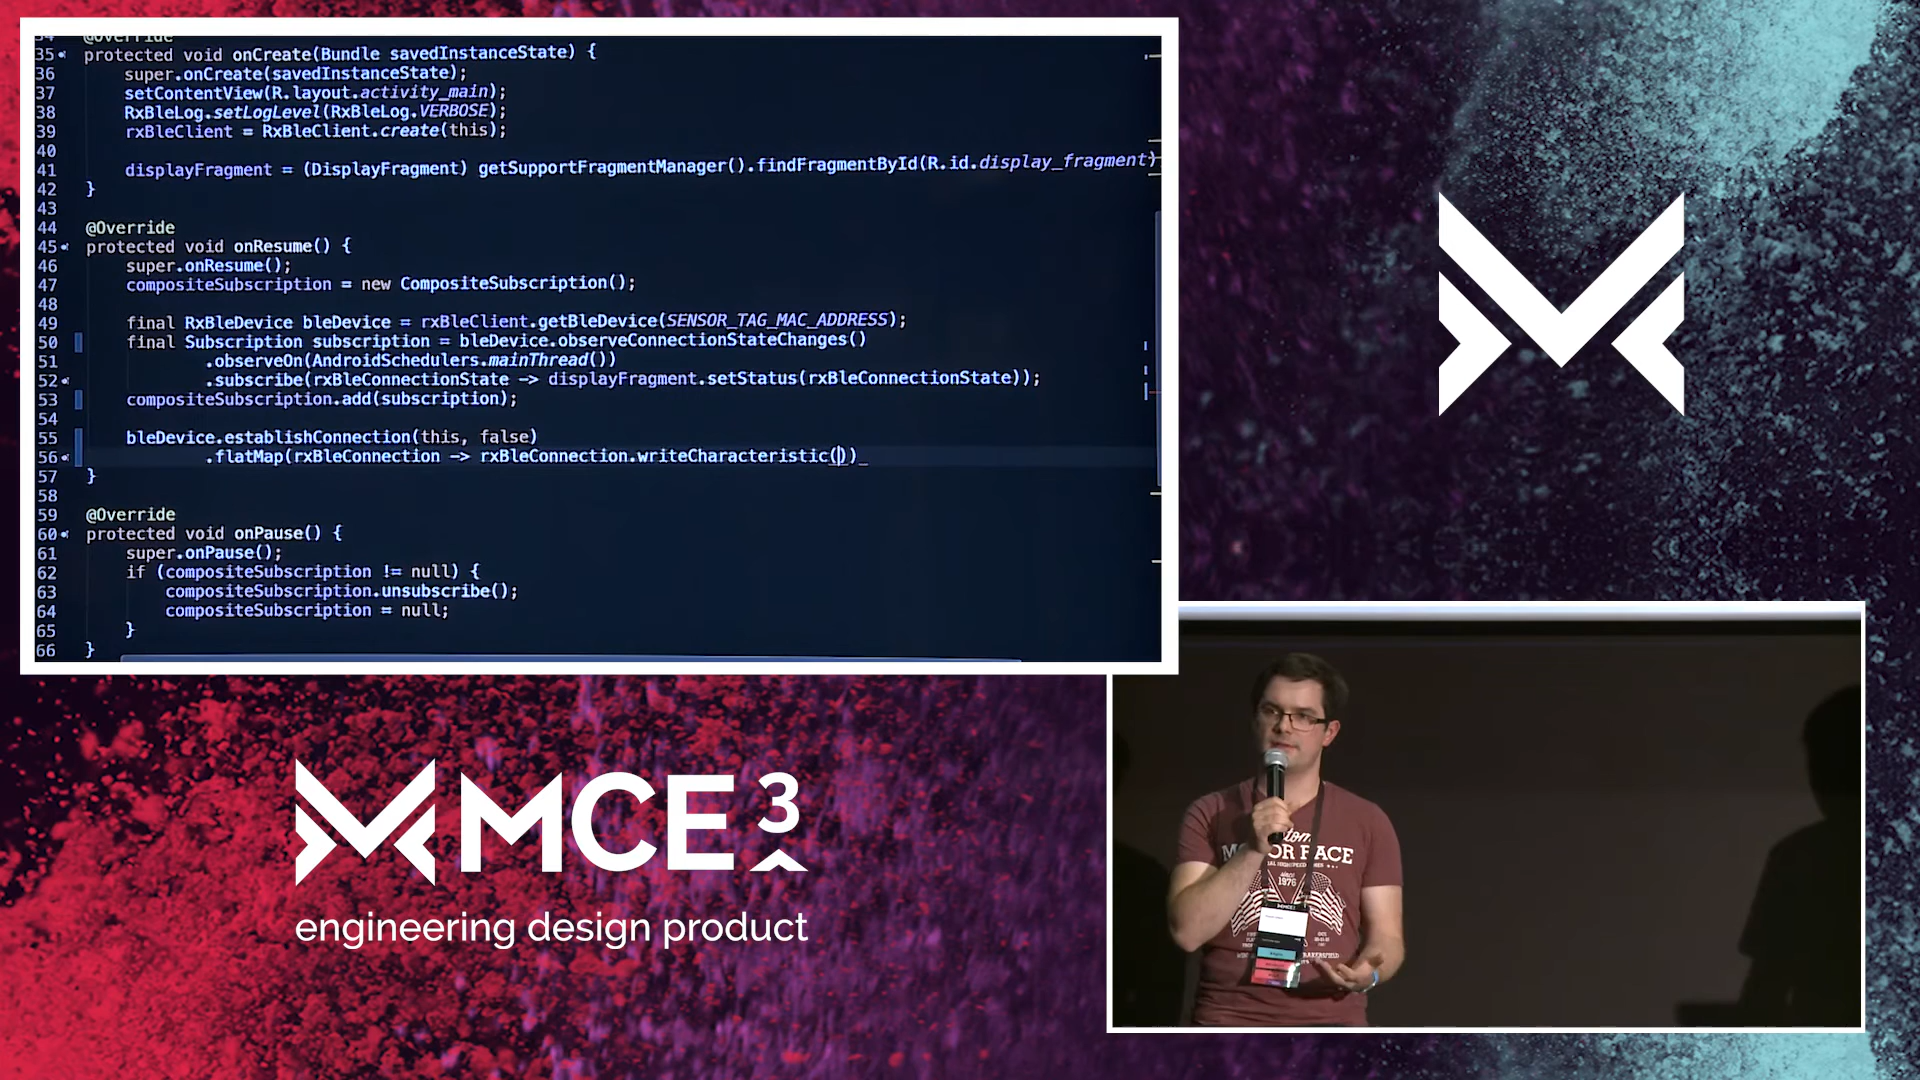 34 @Override
35 protected void onCreate(Bundle savedInstanceState) {
36 super.onCreate(savedInstanceState);
37 setContentView(R.layout.activity_main);
38 RxBleLog.setLogLevel(RxBleLog.VERBOSE);
39 rxBleClient = RxBleClient.create(this);
40
41 displayFragment = (DisplayFragment) getSupportFragmentManager().findFragmentById(R.id.display_fragment)
42 }
43
44 @Override
45 protected void onResume() {
46 super.onResume();
47 compositeSubscription = new CompositeSubscription();
48
49 final RxBleDevice bleDevice = rxBleClient.getBleDevice(SENSOR_TAG_MAC_ADDRESS);
50 final Subscription subscription = bleDevice.observeConnectionStateChanges()
51 .observeOn(AndroidSchedulers.mainThread())
52 .subscribe(rxBleConnectionState -> displayFragment.setStatus(rxBleConnectionState));
53 compositeSubscription.add(subscription);
54
55 bleDevice.establishConnection(this, false)
56 .flatMap(rxBleConnection -> rxBleConnection.writeCharacteristic())
57 }
58
59 @Override
60 protected void onPause() {
61 super.onPause();
62 if (compositeSubscription != null) {
63 compositeSubscription.unsubscribe();
64 compositeSubscription = null;
65 }
66 }
MCE3
engineering design product
RACE
1976